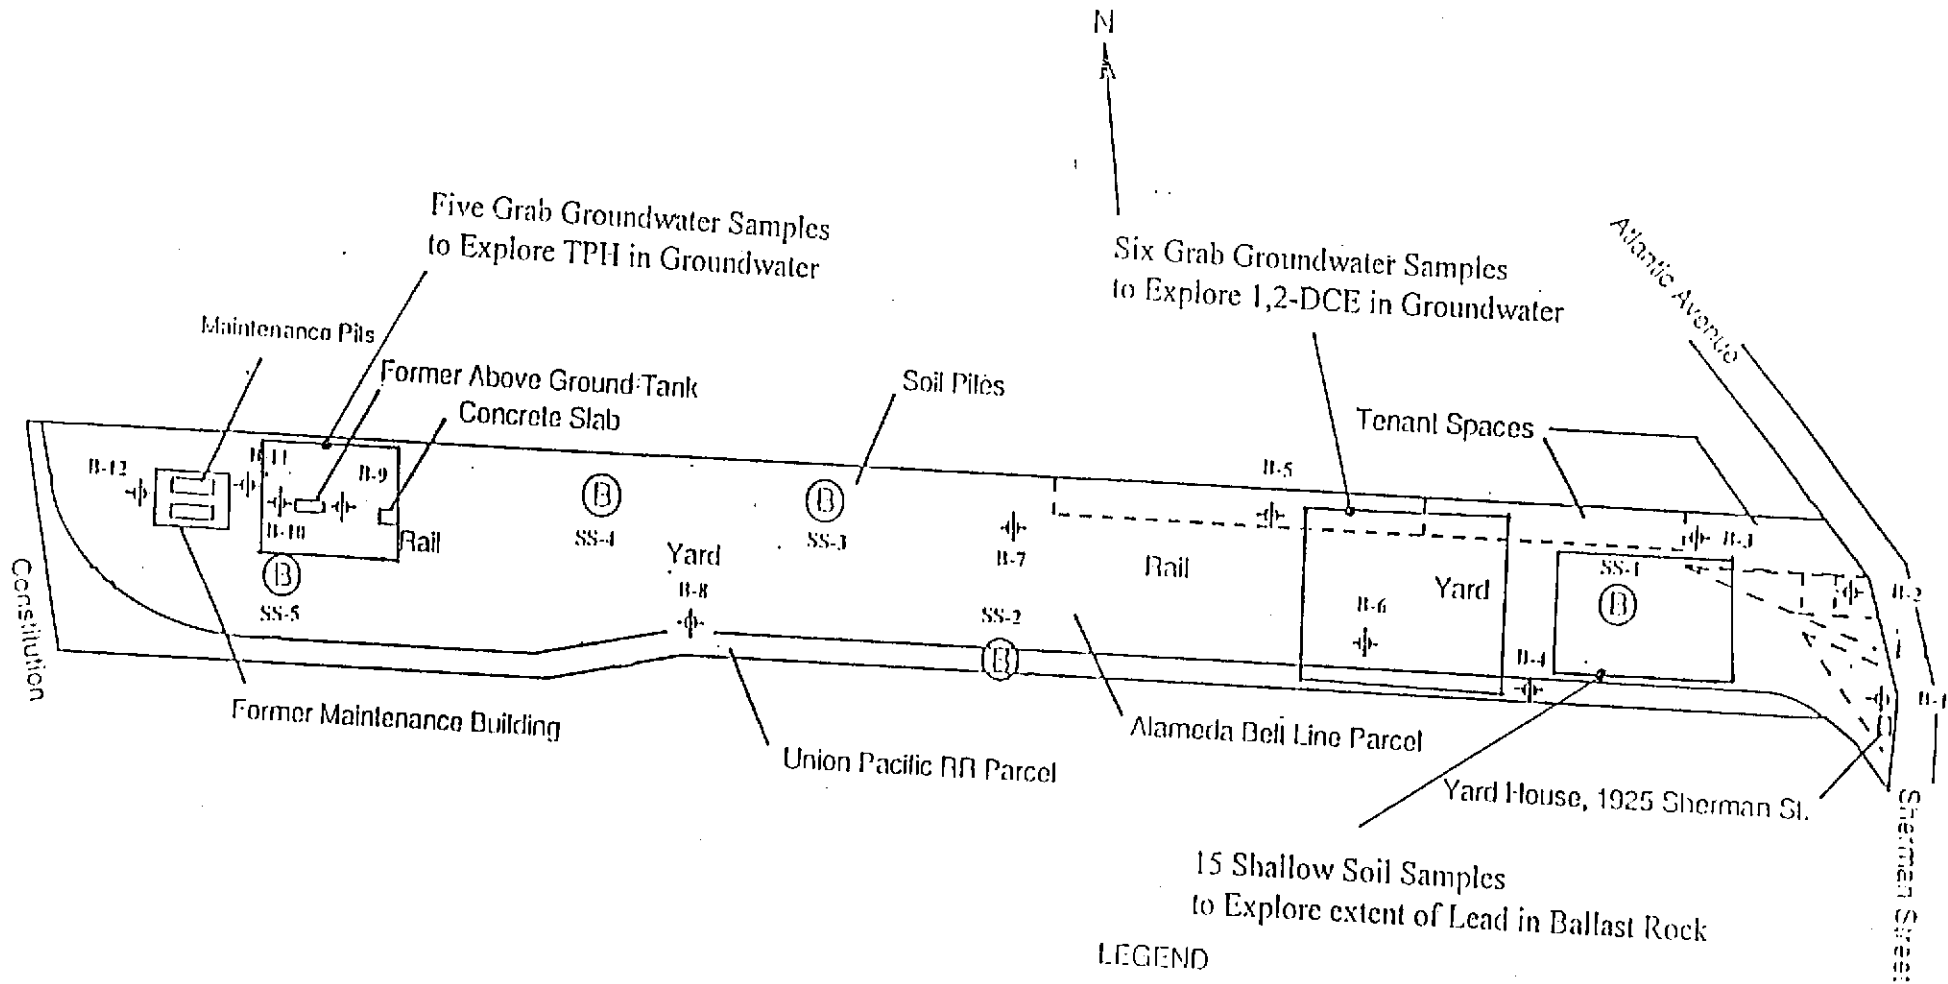 N
Five Grab Groundwater Samples
to Explore TPH in Groundwater
Six Grab Groundwater Samples
to Explore 1,2-DCE in Groundwater
Atlantic Avenue
Maintenance Pits
Former Above Ground Tank
Concrete Slab
Soil Piles
Tenant Spaces
B-12
B-11
B-9
B-10
Rail
B
SS-4
B
SS-3
Yard
B-8
B-7
B-5
Rail
Yard
B-6
B-3
SS-1
B
B-2
B
SS-5
SS-2
B
B-4
B-1
Constitution
Former Maintenance Building
Union Pacific RR Parcel
Alameda Belt Line Parcel
Yard House, 1925 Sherman St.
Sherman Street
15 Shallow Soil Samples
to Explore extent of Lead in Ballast Rock
LEGEND